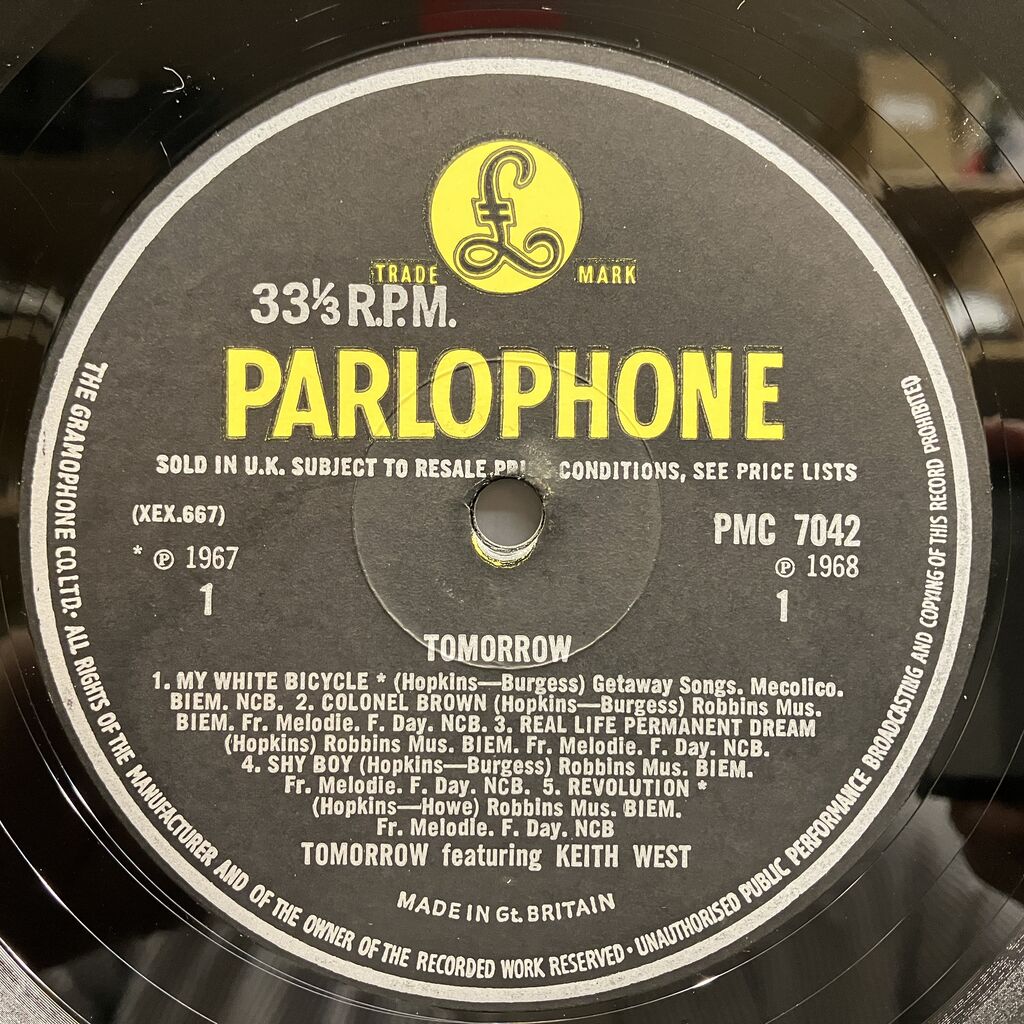 £
TRADE MARK
33⅓ R.P.M.
PARLOPHONE
SOLD IN U.K. SUBJECT TO RESALE CONDITIONS, SEE PRICE LISTS
(XEX.667)
PMC 7042
* ℗ 1967
℗ 1968
1
1
TOMORROW
1. MY WHITE BICYCLE * (Hopkins—Burgess) Getaway Songs. Mecolico.
BIEM. NCB. 2. COLONEL BROWN (Hopkins—Burgess) Robbins Mus.
BIEM. Fr. Melodie. F. Day. NCB. 3. REAL LIFE PERMANENT DREAM
(Hopkins) Robbins Mus. BIEM. Fr. Melodie. F. Day. NCB.
4. SHY BOY (Hopkins—Burgess) Robbins Mus. BIEM.
Fr. Melodie. F. Day. NCB. 5. REVOLUTION *
(Hopkins—Howe) Robbins Mus. BIEM.
Fr. Melodie. F. Day. NCB
TOMORROW featuring KEITH WEST
MADE IN Gt. BRITAIN
THE GRAMOPHONE CO. LTD. · ALL RIGHTS OF THE MANUFACTURER AND OF THE OWNER OF THE RECORDED WORK RESERVED · UNAUTHORISED PUBLIC PERFORMANCE BROADCASTING AND COPYING OF THIS RECORD PROHIBITED